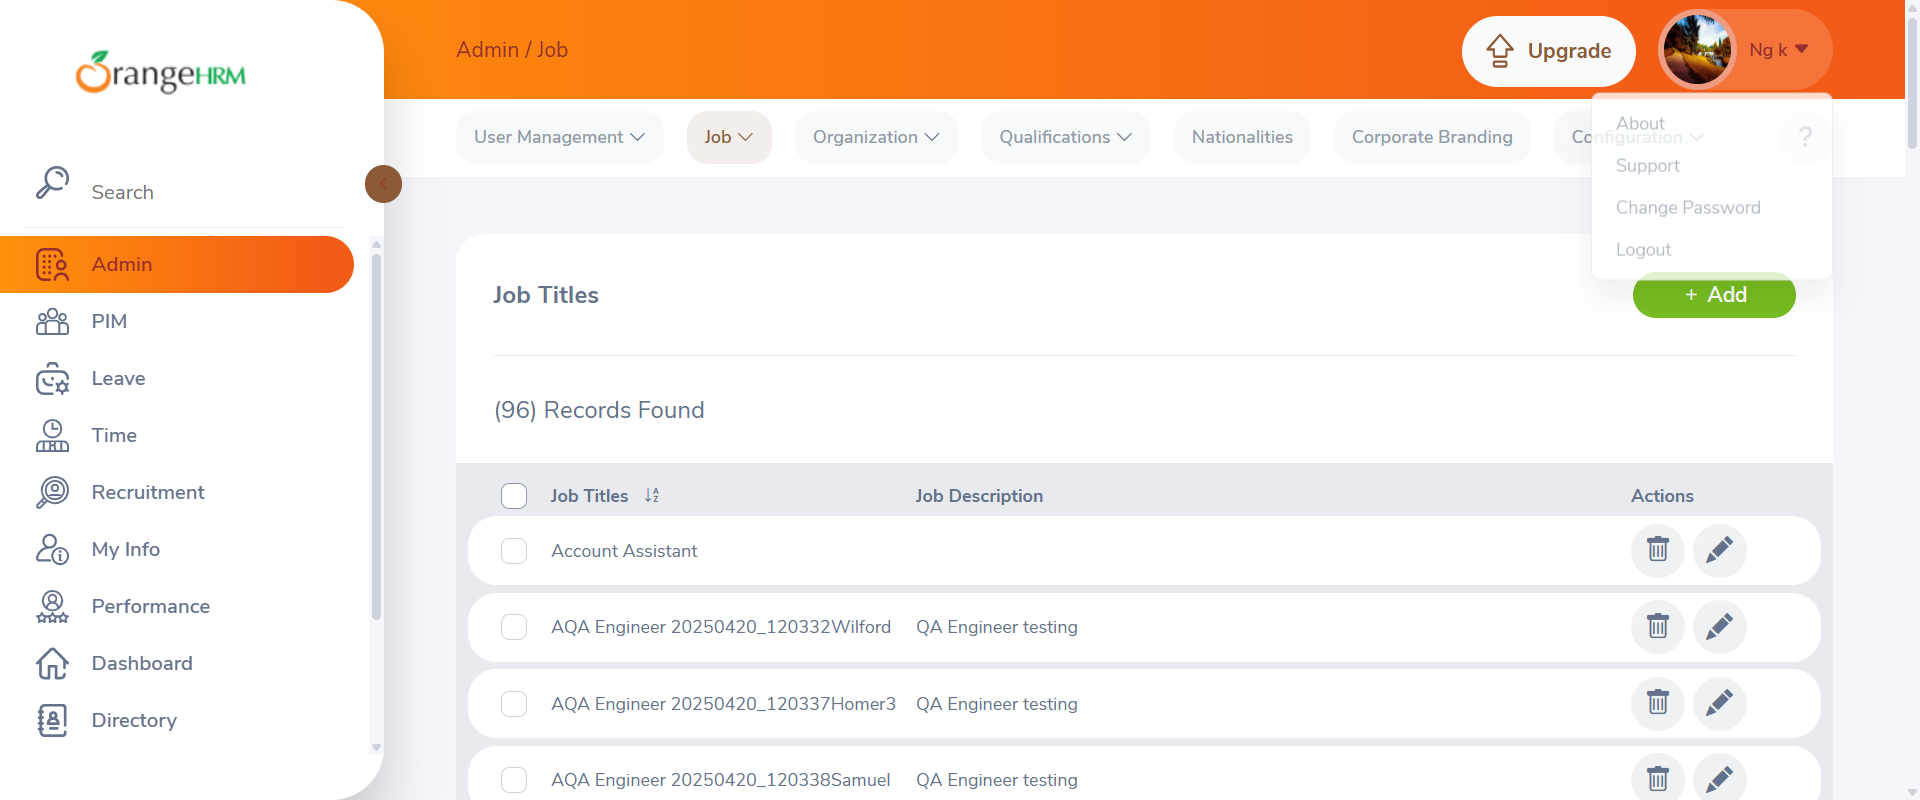 OrangeHRM
Admin / Job
Upgrade
Ng k
User Management
Job
Organization
Qualifications
Nationalities
Corporate Branding
Configuration
?
About
Support
Change Password
Logout
Search
Admin
PIM
Leave
Time
Recruitment
My Info
Performance
Dashboard
Directory
Job Titles
+ Add
(96) Records Found
Job Titles Job Description Actions
Account Assistant
AQA Engineer 20250420_120332Wilford QA Engineer testing
AQA Engineer 20250420_120337Homer3 QA Engineer testing
AQA Engineer 20250420_120338Samuel QA Engineer testing